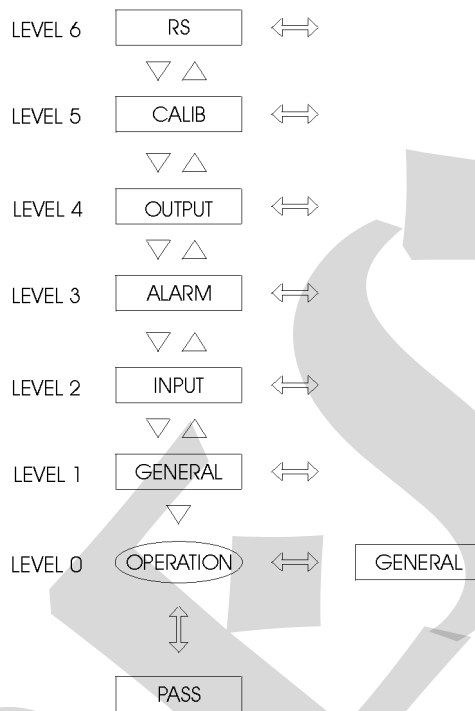 LEVEL 6 RS
LEVEL 5 CALIB
LEVEL 4 OUTPUT
LEVEL 3 ALARM
LEVEL 2 INPUT
LEVEL 1 GENERAL
LEVEL 0 OPERATION GENERAL
PASS